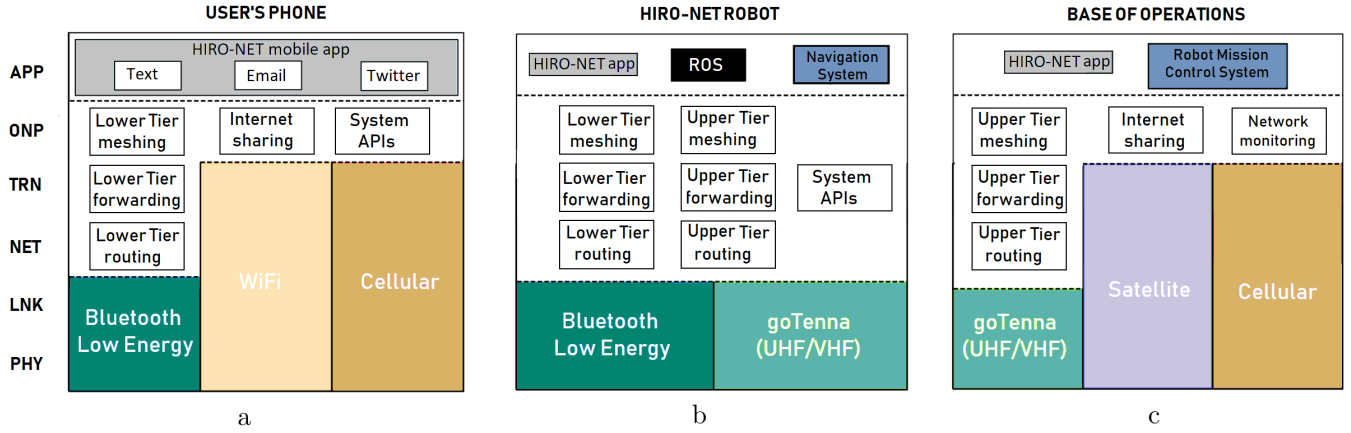 USER'S PHONE
HIRO-NET ROBOT
BASE OF OPERATIONS
APP
ONP
TRN
NET
LNK
PHY
HIRO-NET mobile app
Text
Email
Twitter
Lower Tier
meshing
Internet
sharing
System
APIs
Lower Tier
forwarding
Lower Tier
routing
WiFi
Cellular
Bluetooth
Low Energy
a
HIRO-NET app
ROS
Navigation
System
Lower Tier
meshing
Upper Tier
meshing
Lower Tier
forwarding
Upper Tier
forwarding
System
APIs
Lower Tier
routing
Upper Tier
routing
Bluetooth
Low Energy
goTenna
(UHF/VHF)
b
HIRO-NET app
Robot Mission
Control System
Upper Tier
meshing
Internet
sharing
Network
monitoring
Upper Tier
forwarding
Upper Tier
routing
Satellite
Cellular
goTenna
(UHF/VHF)
c